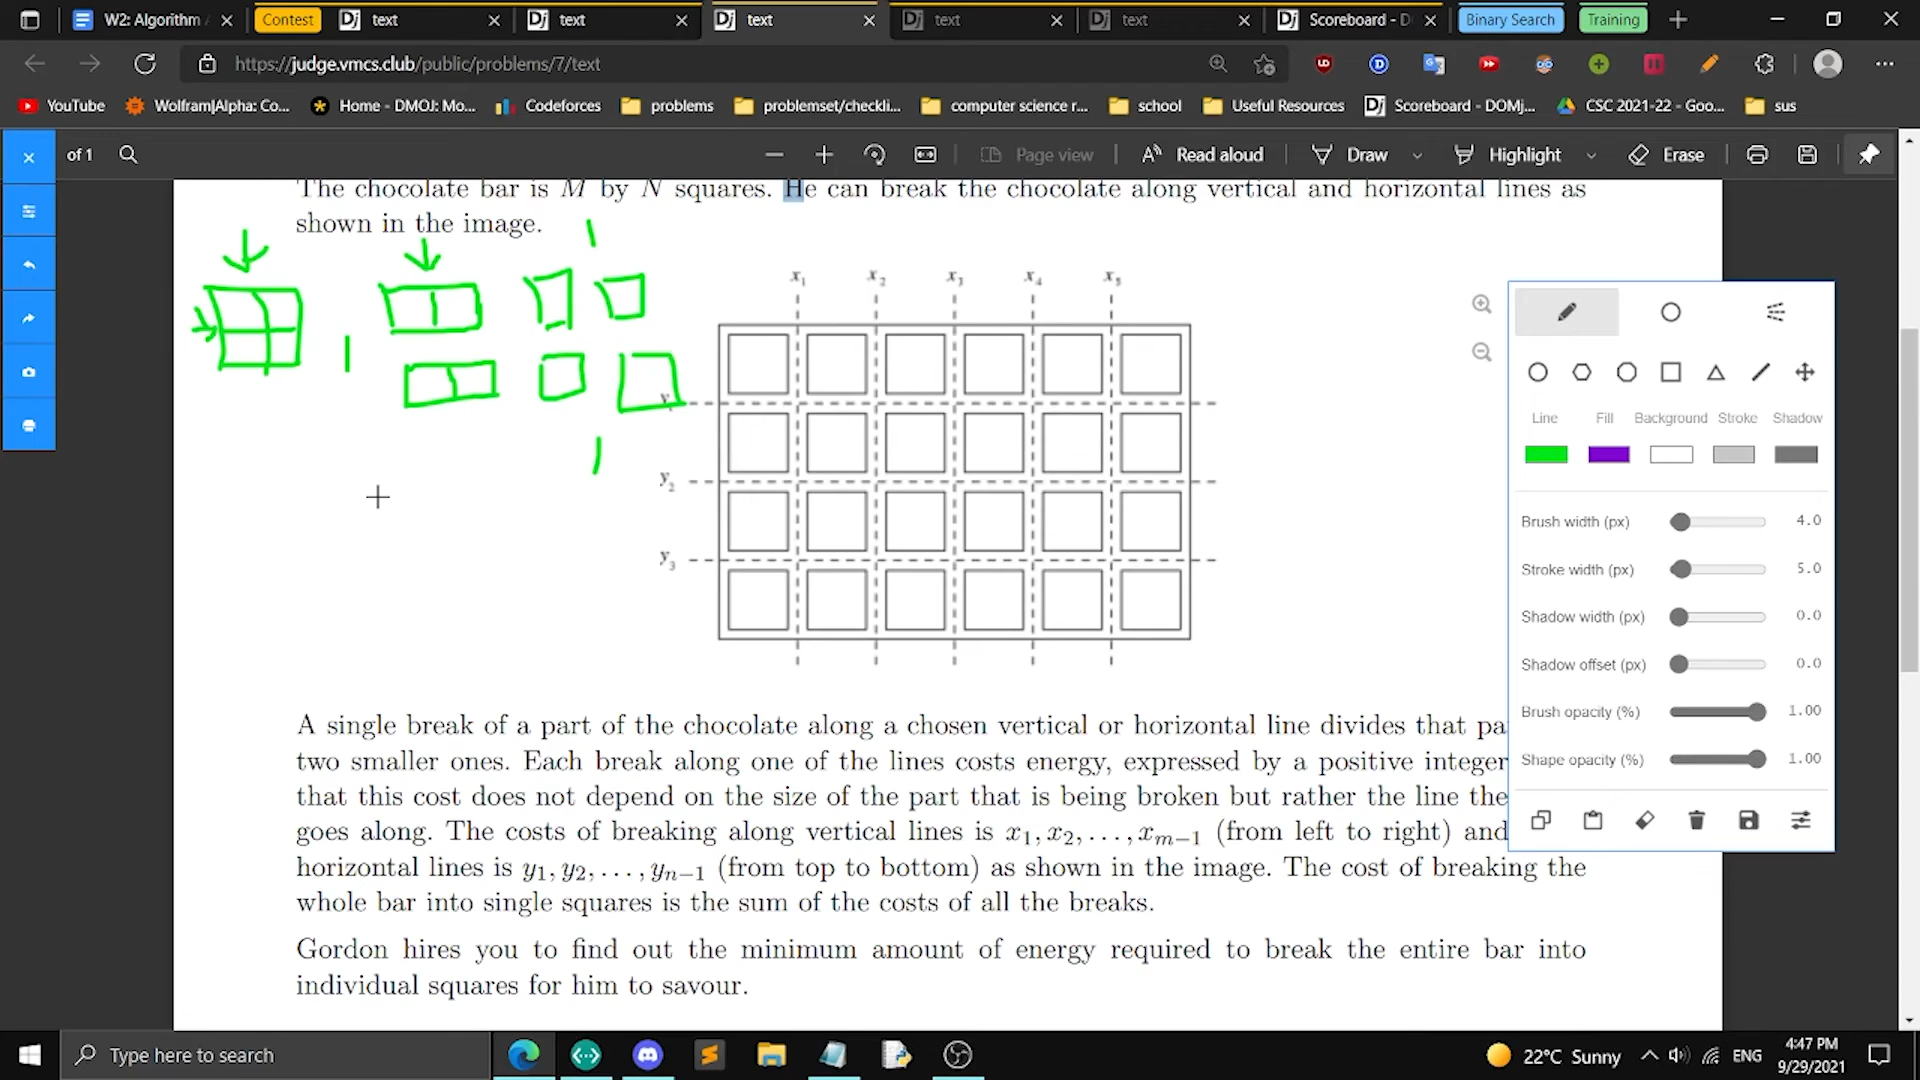 W2: Algorithm
Contest
text
text
text
text
text
Scoreboard - D
Binary Search
Training
https://judge.vmcs.club/public/problems/7/text
YouTube
Wolfram|Alpha: Co...
Home - DMOJ: Mo...
Codeforces
problems
problemset/checkli...
computer science r...
school
Useful Resources
Scoreboard - DOMj...
CSC 2021-22 - Goo...
sus
of 1
Page view
Read aloud
Draw
Highlight
Erase
The chocolate bar is M by N squares. He can break the chocolate along vertical and horizontal lines as
shown in the image.
x1 x2 x3 x4 x5
y2
y3
Line Fill Background Stroke Shadow
Brush width (px) 4.0
Stroke width (px) 5.0
Shadow width (px) 0.0
Shadow offset (px) 0.0
Brush opacity (%) 1.00
Shape opacity (%) 1.00
A single break of a part of the chocolate along a chosen vertical or horizontal line divides that pa
two smaller ones. Each break along one of the lines costs energy, expressed by a positive integer
that this cost does not depend on the size of the part that is being broken but rather the line the
goes along. The costs of breaking along vertical lines is x1, x2, . . . , xm−1 (from left to right) and
horizontal lines is y1, y2, . . . , yn−1 (from top to bottom) as shown in the image. The cost of breaking the
whole bar into single squares is the sum of the costs of all the breaks.
Gordon hires you to find out the minimum amount of energy required to break the entire bar into
individual squares for him to savour.
Type here to search
22°C Sunny
ENG
4:47 PM
9/29/2021